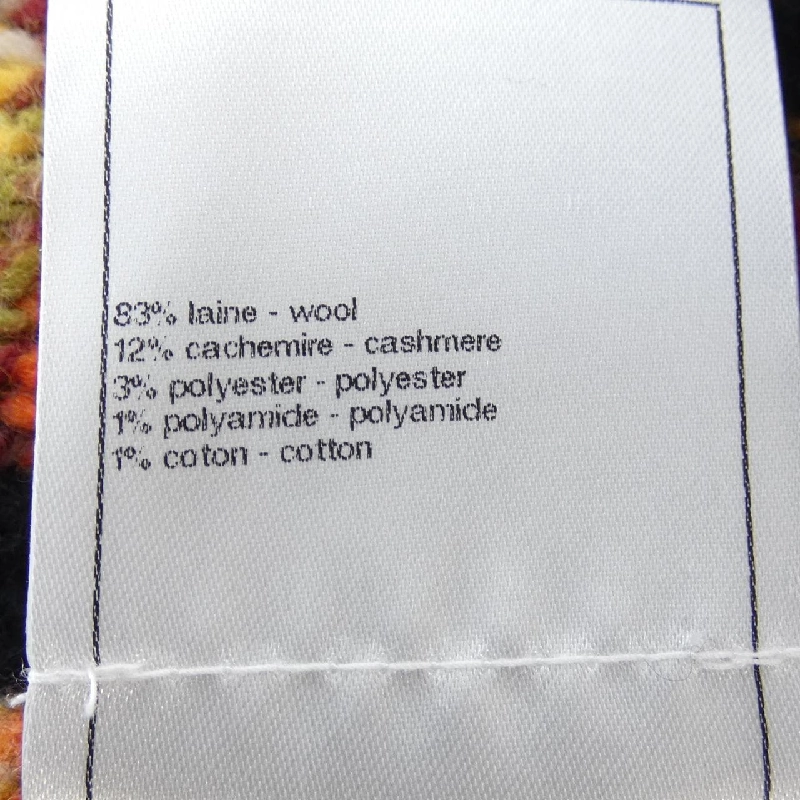 83% laine - wool
12% cachemire - cashmere
3% polyester - polyester
1% polyamide - polyamide
1% coton - cotton